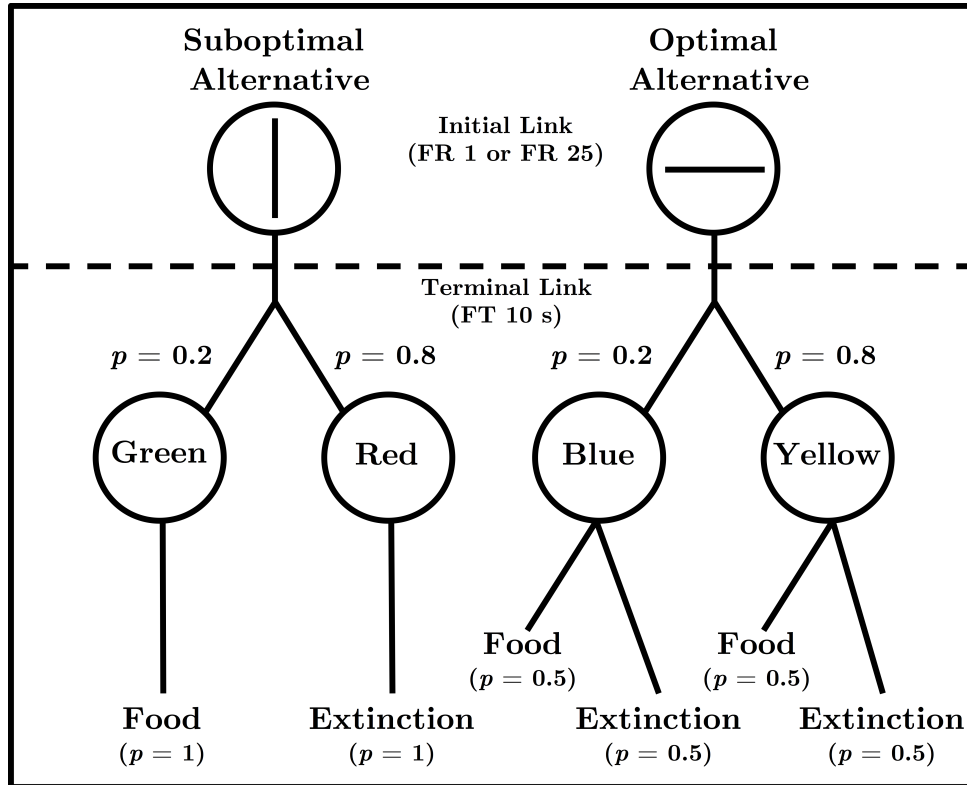 Suboptimal
Alternative
Optimal
Alternative
Initial Link
(FR 1 or FR 25)
Terminal Link
(FT 10 s)
p = 0.2
p = 0.8
p = 0.2
p = 0.8
Green
Red
Blue
Yellow
Food
(p = 0.5)
Food
(p = 0.5)
Food
(p = 1)
Extinction
(p = 1)
Extinction
(p = 0.5)
Extinction
(p = 0.5)